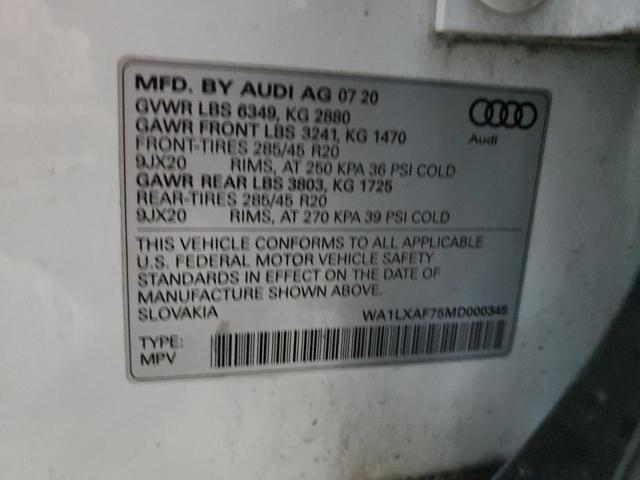 MFD. BY AUDI AG 07 20
GVWR LBS 6349, KG 2880
GAWR FRONT LBS 3241, KG 1470
FRONT-TIRES 285/45 R20
9JX20 RIMS, AT 250 KPA 36 PSI COLD
GAWR REAR LBS 3803, KG 1725
REAR-TIRES 285/45 R20
9JX20 RIMS, AT 270 KPA 39 PSI COLD
Audi
THIS VEHICLE CONFORMS TO ALL APPLICABLE
U.S. FEDERAL MOTOR VEHICLE SAFETY
STANDARDS IN EFFECT ON THE DATE OF
MANUFACTURE SHOWN ABOVE.
SLOVAKIA WA1LXAF75MD000345
TYPE:
MPV